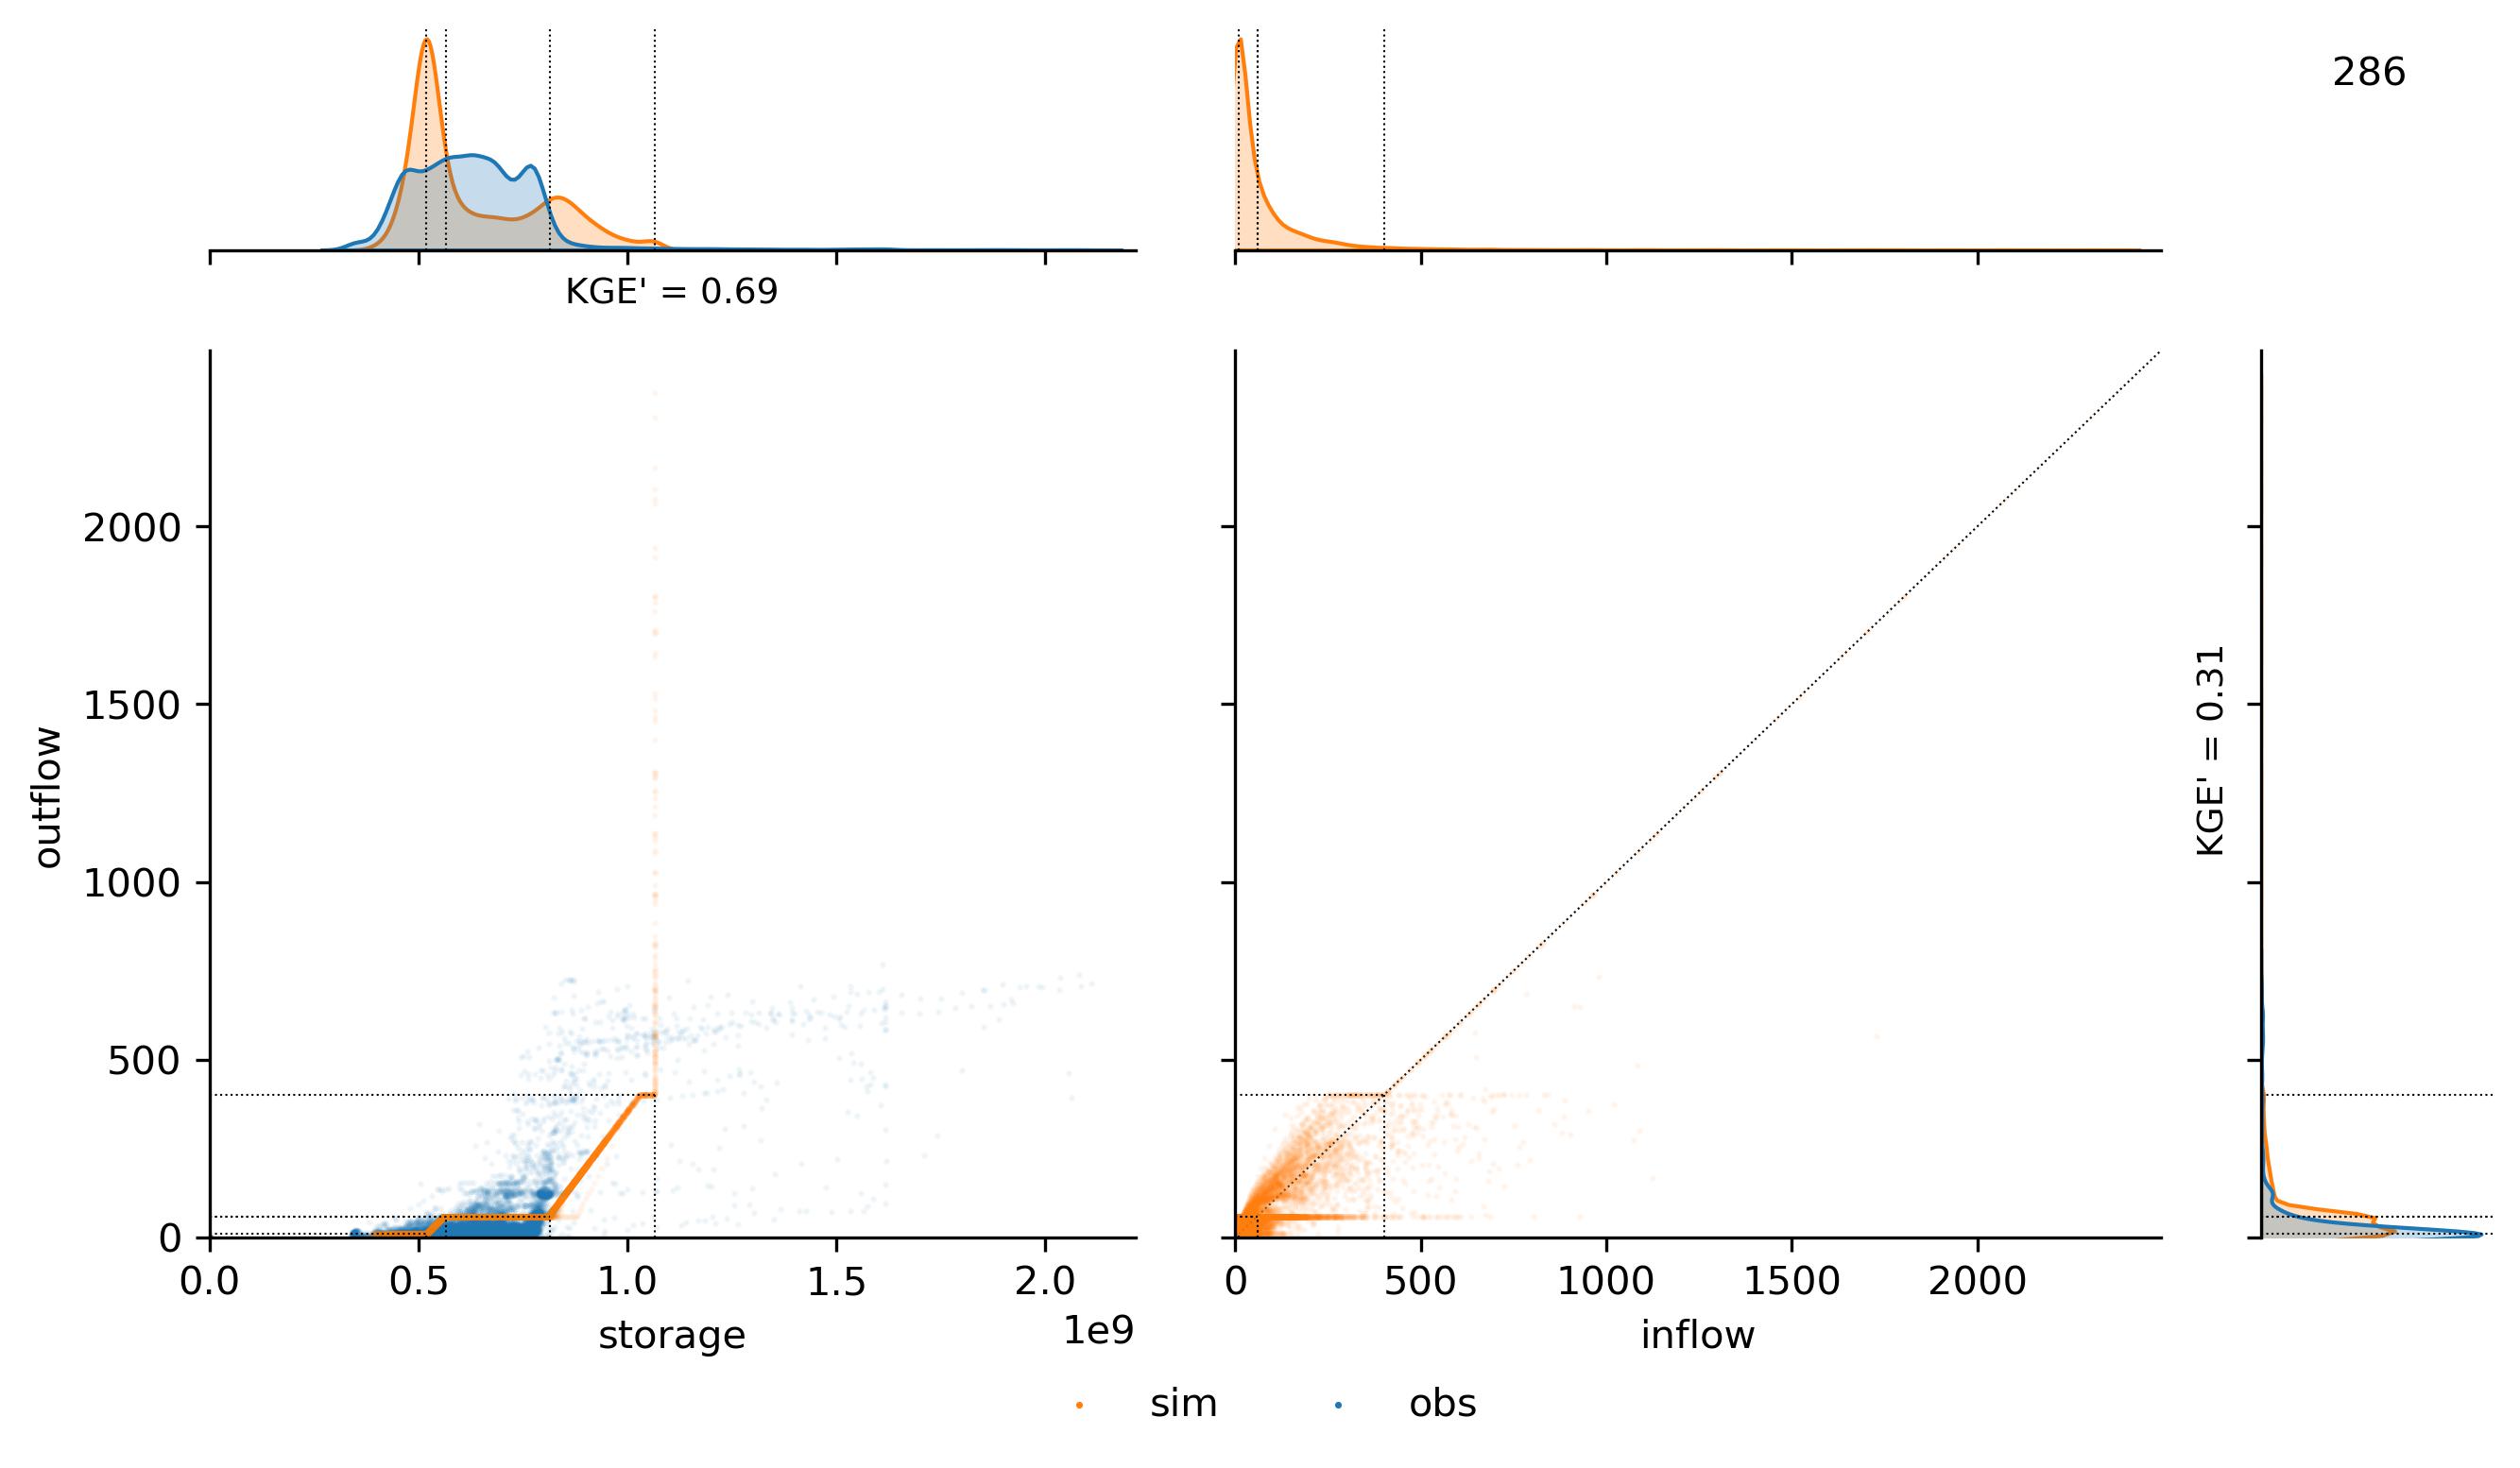 286
KGE' = 0.69
KGE' = 0.31
outflow
2000
1500
1000
500
0
0.0 0.5 1.0 1.5 2.0
1e9
storage
0 500 1000 1500 2000
inflow
sim obs